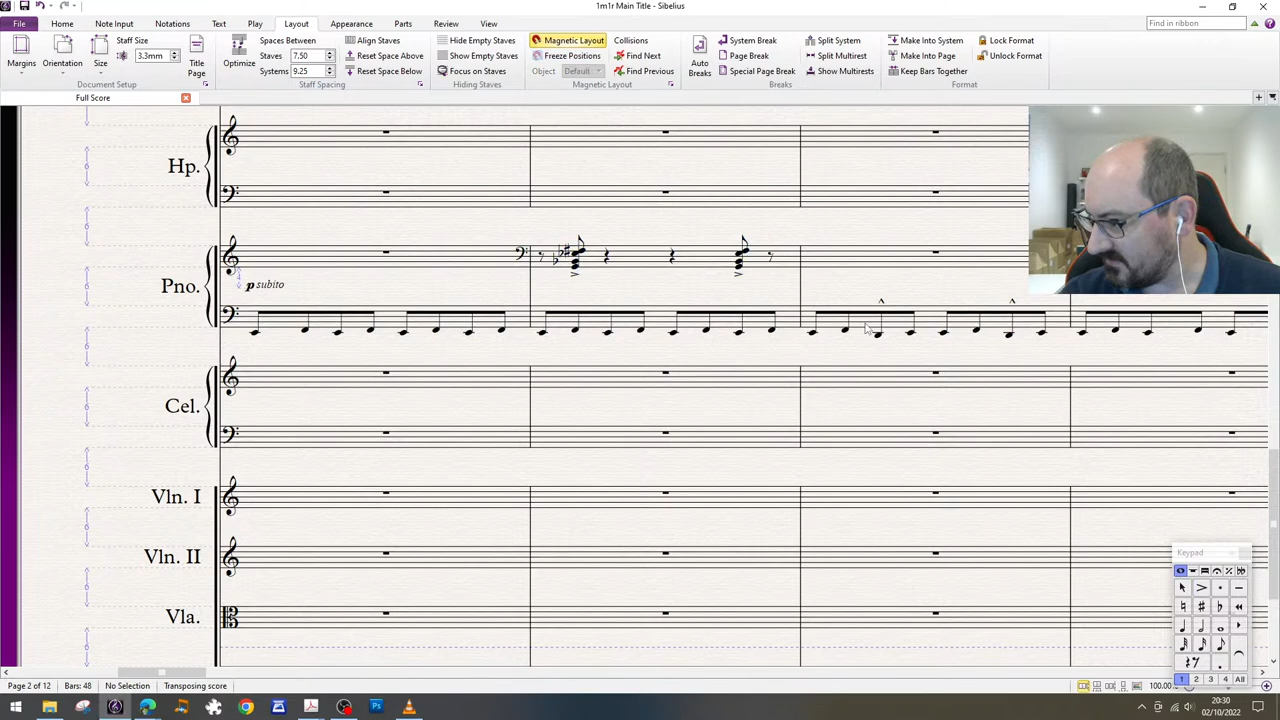 1m1r Main Title - Sibelius
File Home Note Input Notations Text Play Layout Appearance Parts Review View Find in ribbon
Margins Orientation Staff Size Size 3.3mm Title Page Document Setup
Optimize Spaces Between Staves 7.50 Systems 9.25 Align Staves Reset Space Above Reset Space Below Staff Spacing
Hide Empty Staves Show Empty Staves Focus on Staves Hiding Staves
Magnetic Layout Freeze Positions Object Default Collisions Find Next Find Previous Magnetic Layout
Auto Breaks System Break Page Break Special Page Break Split System Split Multirest Show Multirests Breaks
Make Into System Make Into Page Keep Bars Together Lock Format Unlock Format Format
Full Score
Hp.
Pno.
p subito
Cel.
Vln. I
Vln. II
Vla.
Keypad
1 2 3 4 All
Page 2 of 12 Bars: 48 No Selection Transposing score 100.00
20:30
02/10/2022